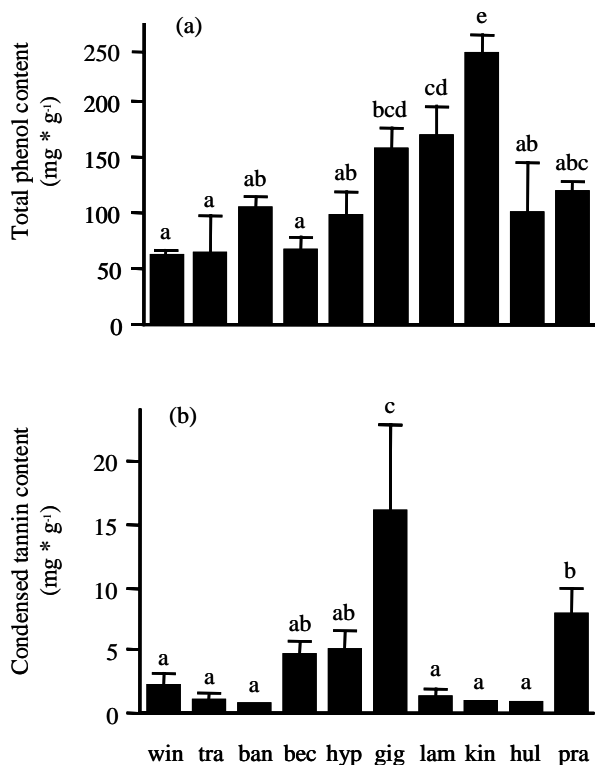 (a)
Total phenol content
(mg * g-1)
250
200
150
100
50
0
a
a
ab
a
ab
bcd
cd
e
ab
abc
(b)
Condensed tannin content
(mg * g-1)
20
15
10
5
0
a
a
a
ab
ab
c
a
a
a
b
win tra ban bec hyp gig lam kin hul pra